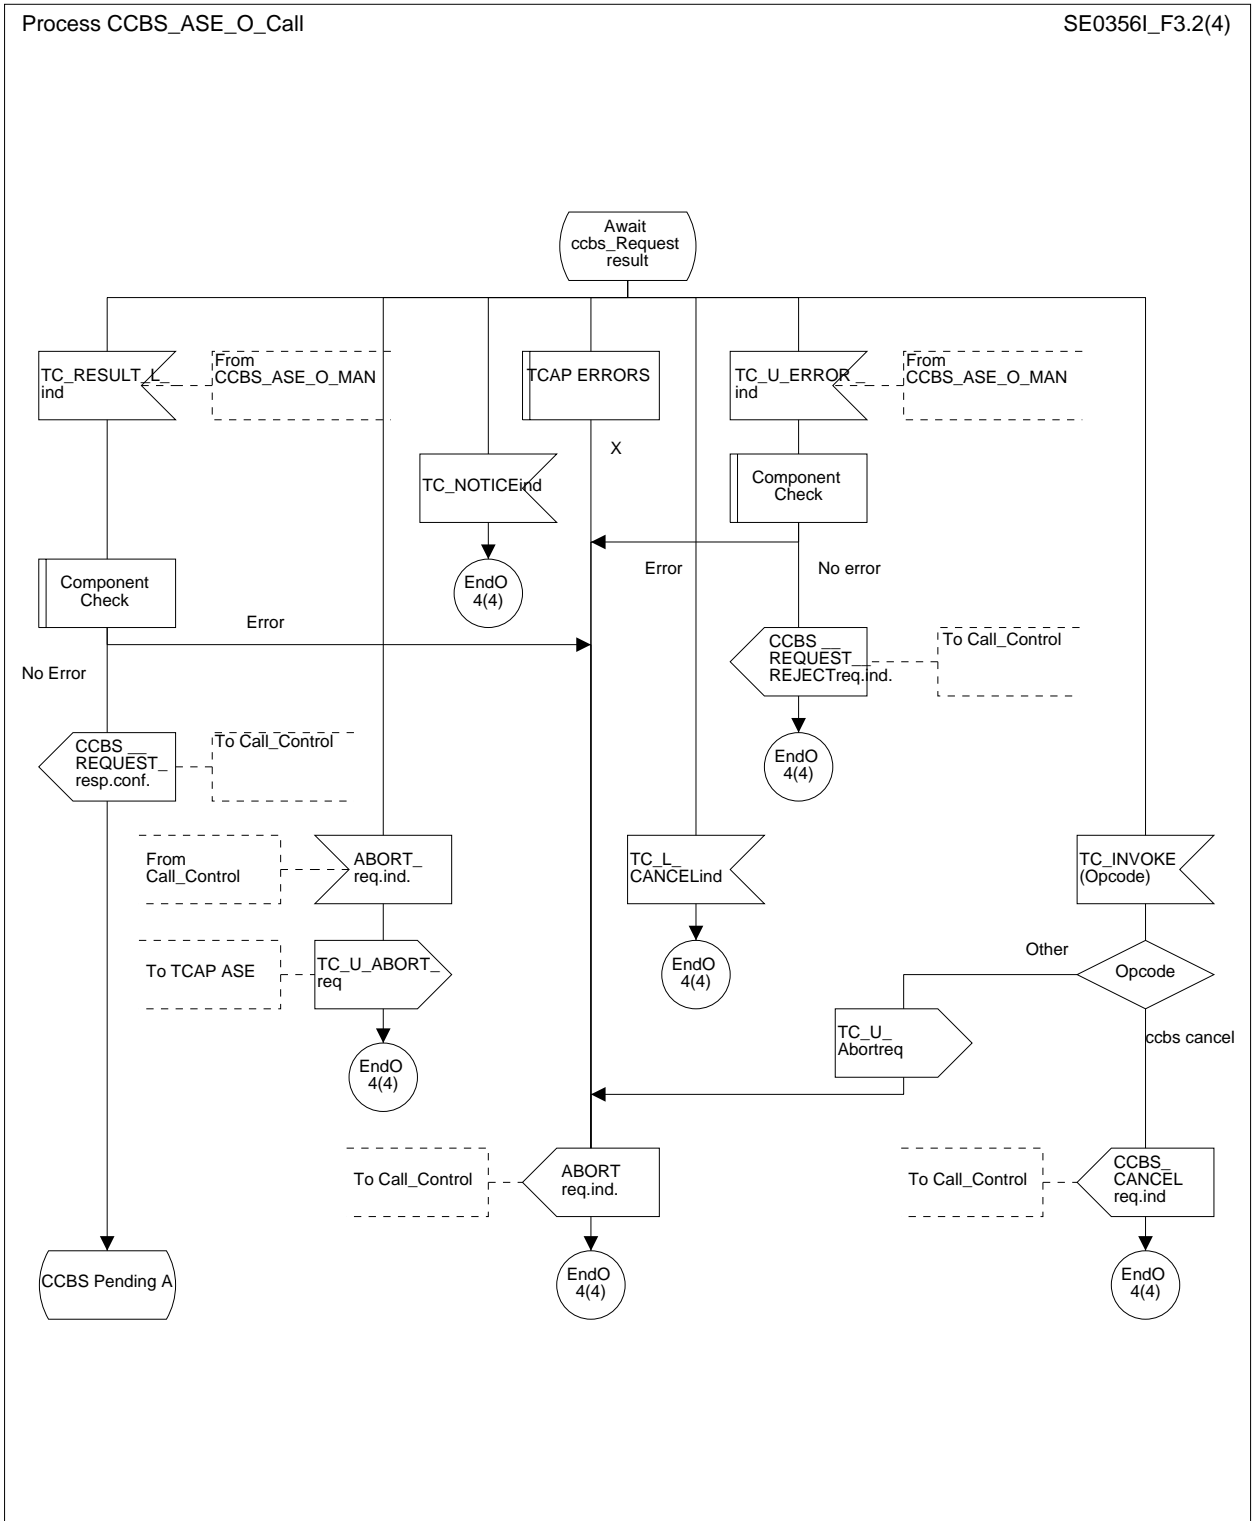 Process CCBS_ASE_O_Call
SE0356I_F3.2(4)
Await
ccbs_Request
result
TC_RESULT_L_
ind
From
CCBS_ASE_O_MAN
TCAP ERRORS
TC_U_ERROR_
ind
From
CCBS_ASE_O_MAN
X
TC_NOTICEind
Component
Check
EndO
4(4)
Error
No error
Component
Check
Error
No Error
CCBS__
REQUEST__
REJECTreq.ind.
To Call_Control
EndO
4(4)
CCBS__
REQUEST_
resp.conf.
To Call_Control
From
Call_Control
ABORT_
req.ind.
TC_L_
CANCELind
TC_INVOKE
(Opcode)
To TCAP ASE
TC_U_ABORT_
req
EndO
4(4)
Other
Opcode
TC_U_
Abortreq
ccbs cancel
EndO
4(4)
To Call_Control
ABORT
req.ind.
To Call_Control
CCBS_
CANCEL
req.ind
CCBS Pending A
EndO
4(4)
EndO
4(4)